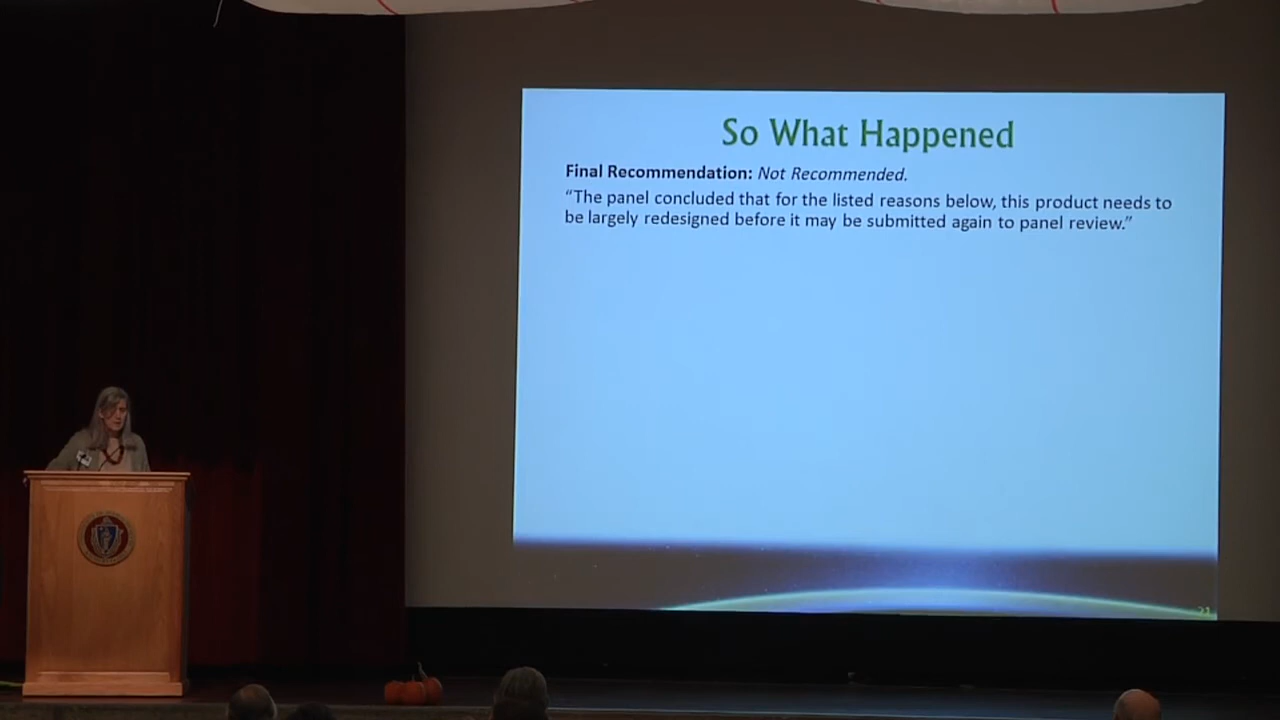 So What Happened
Final Recommendation: Not Recommended.
“The panel concluded that for the listed reasons below, this product needs to
be largely redesigned before it may be submitted again to panel review.”
21